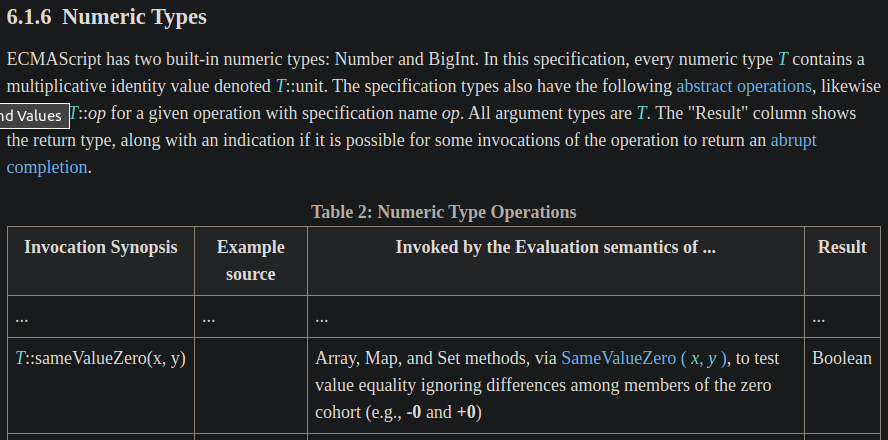 6.1.6 Numeric Types
ECMAScript has two built-in numeric types: Number and BigInt. In this specification, every numeric type T contains a
multiplicative identity value denoted T::unit. The specification types also have the following abstract operations, likewise
nd Values T::op for a given operation with specification name op. All argument types are T. The "Result" column shows
the return type, along with an indication if it is possible for some invocations of the operation to return an abrupt
completion.
Table 2: Numeric Type Operations
Invocation Synopsis Example source Invoked by the Evaluation semantics of ... Result
... ... ... ...
T::sameValueZero(x, y) Array, Map, and Set methods, via SameValueZero ( x, y ), to test Boolean
value equality ignoring differences among members of the zero
cohort (e.g., -0 and +0)